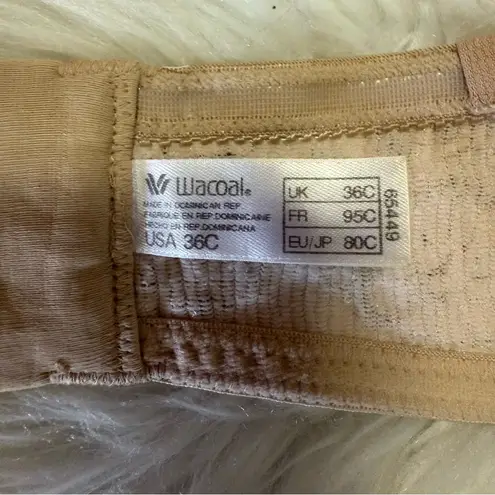 Wacoal®
MADE IN DOMINICAN REP.
FABRIQUE EN REP. DOMINICAINE
HECHO EN REP. DOMINICANA
USA 36C
UK 36C
FR 95C
EU/JP 80C
65449